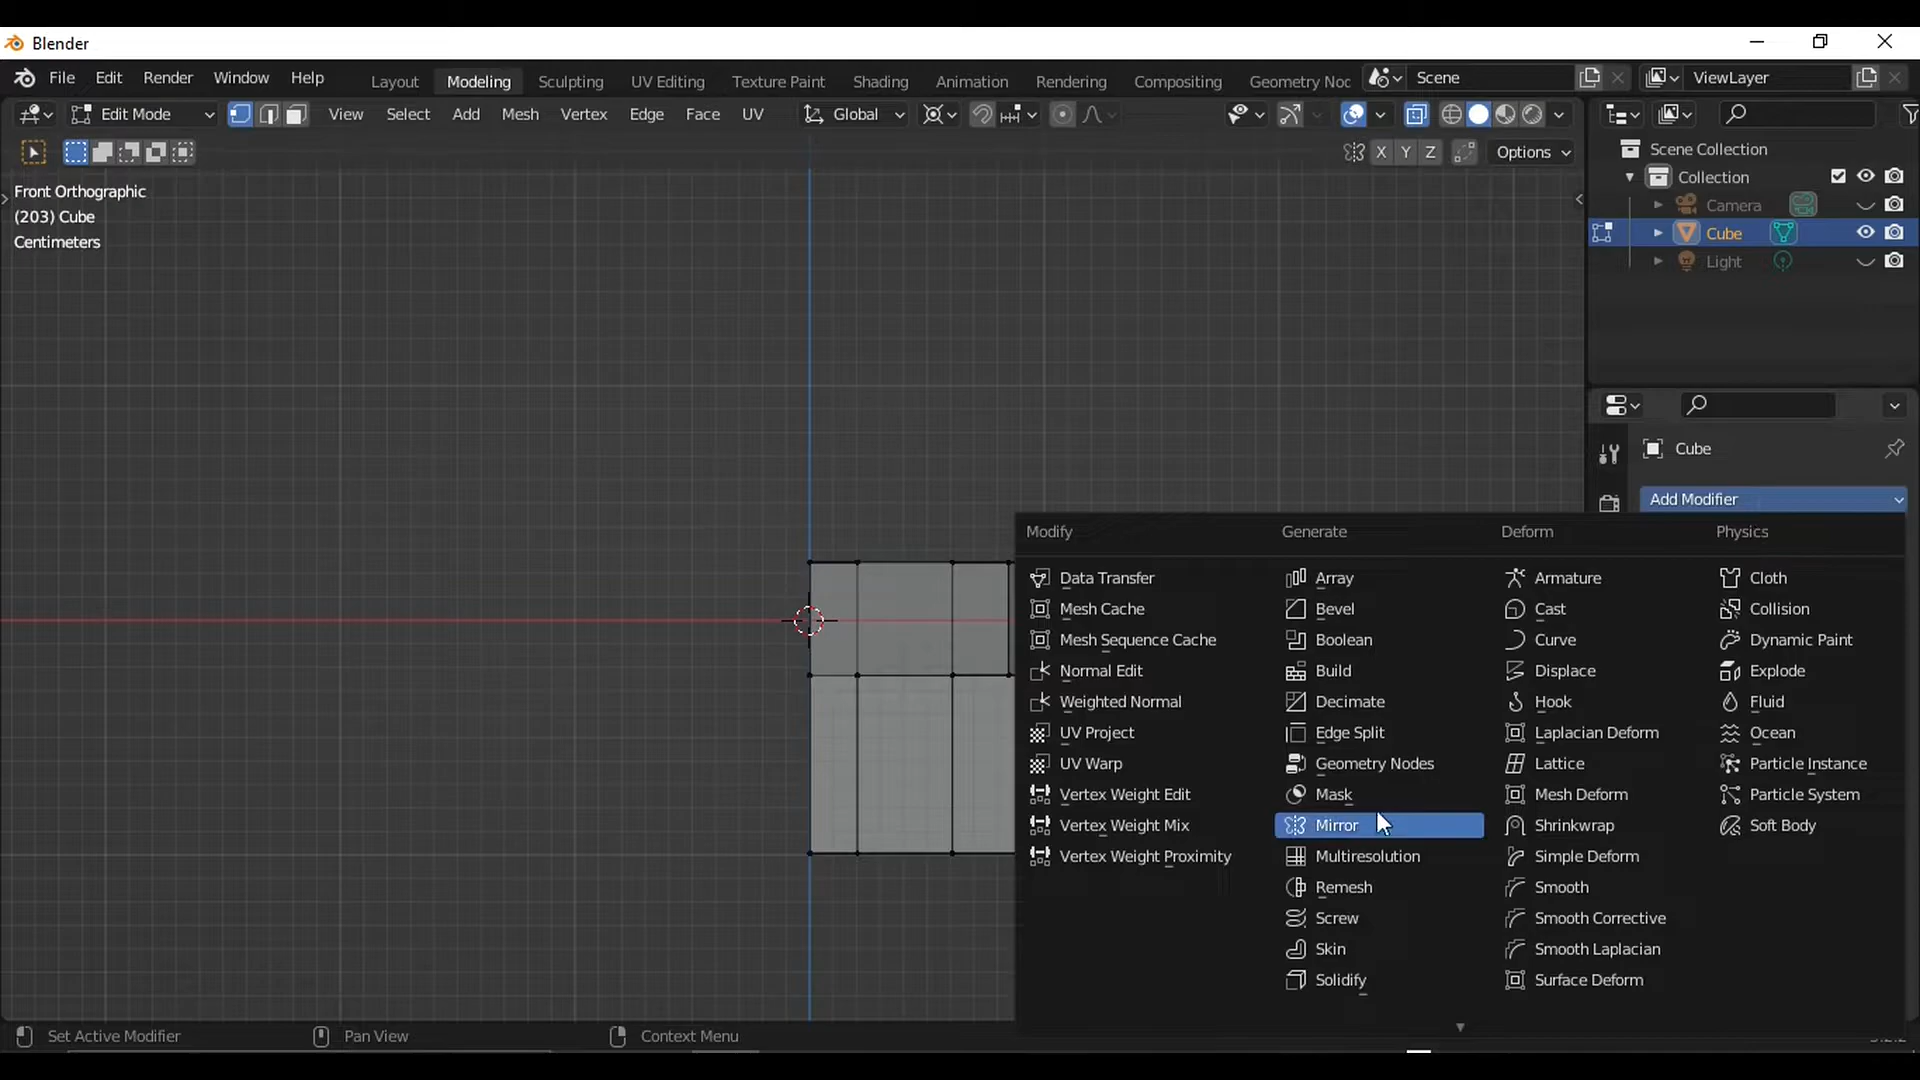 Blender
File Edit Render Window Help Layout Modeling Sculpting UV Editing Texture Paint Shading Animation Rendering Compositing Geometry Noc Scene ViewLayer
Edit Mode View Select Add Mesh Vertex Edge Face UV Global
X Y Z Options
Front Orthographic
(203) Cube
Centimeters
Scene Collection
Collection
Camera
Cube
Light
Cube
Add Modifier
Modify Generate Deform Physics
Data Transfer Array Armature Cloth
Mesh Cache Bevel Cast Collision
Mesh Sequence Cache Boolean Curve Dynamic Paint
Normal Edit Build Displace Explode
Weighted Normal Decimate Hook Fluid
UV Project Edge Split Laplacian Deform Ocean
UV Warp Geometry Nodes Lattice Particle Instance
Vertex Weight Edit Mask Mesh Deform Particle System
Vertex Weight Mix Mirror Shrinkwrap Soft Body
Vertex Weight Proximity Multiresolution Simple Deform
Remesh Smooth
Screw Smooth Corrective
Skin Smooth Laplacian
Solidify Surface Deform
Set Active Modifier Pan View Context Menu